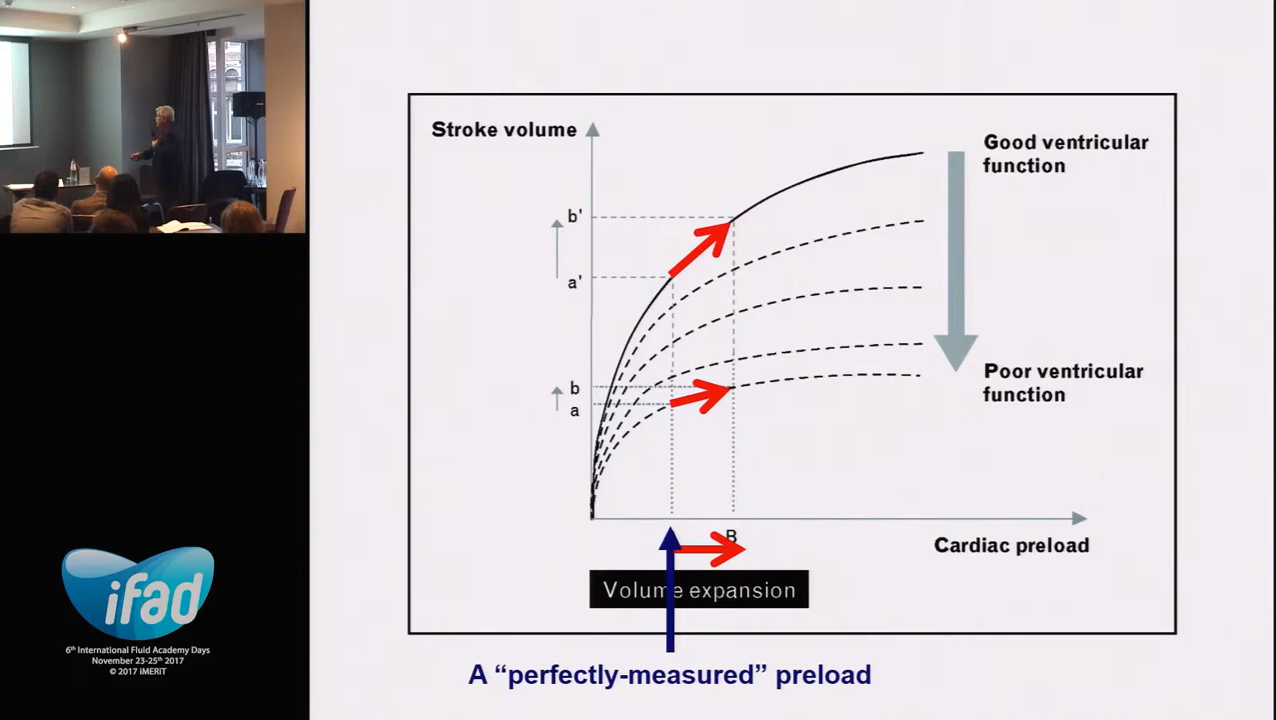 Stroke volume
Good ventricular
function
b'
a'
b
a
Poor ventricular
function
B
Cardiac preload
Volume expansion
A “perfectly-measured” preload
ifad
6th International Fluid Academy Days
November 23-25th 2017
© 2017 iMERIT